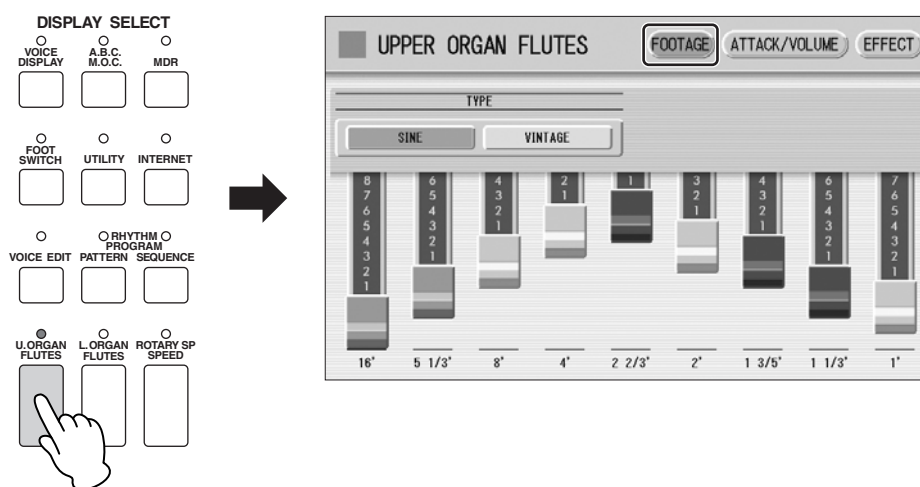 DISPLAY SELECT
VOICE DISPLAY
A.B.C. M.O.C.
MDR
FOOT SWITCH
UTILITY
INTERNET
RHYTHM PROGRAM
VOICE EDIT
PATTERN
SEQUENCE
U.ORGAN FLUTES
L.ORGAN FLUTES
ROTARY SP SPEED
UPPER ORGAN FLUTES
FOOTAGE
ATTACK/VOLUME
EFFECT
TYPE
SINE
VINTAGE
8 6 4 2 1 3 4 6 7
7 5 3 1 2 3 5 6
6 4 2 1 2 4 5
5 3 1 1 3 4
4 2 2 3
3 1 1 2
2 1
1
16' 5 1/3' 8' 4' 2 2/3' 2' 1 3/5' 1 1/3' 1'